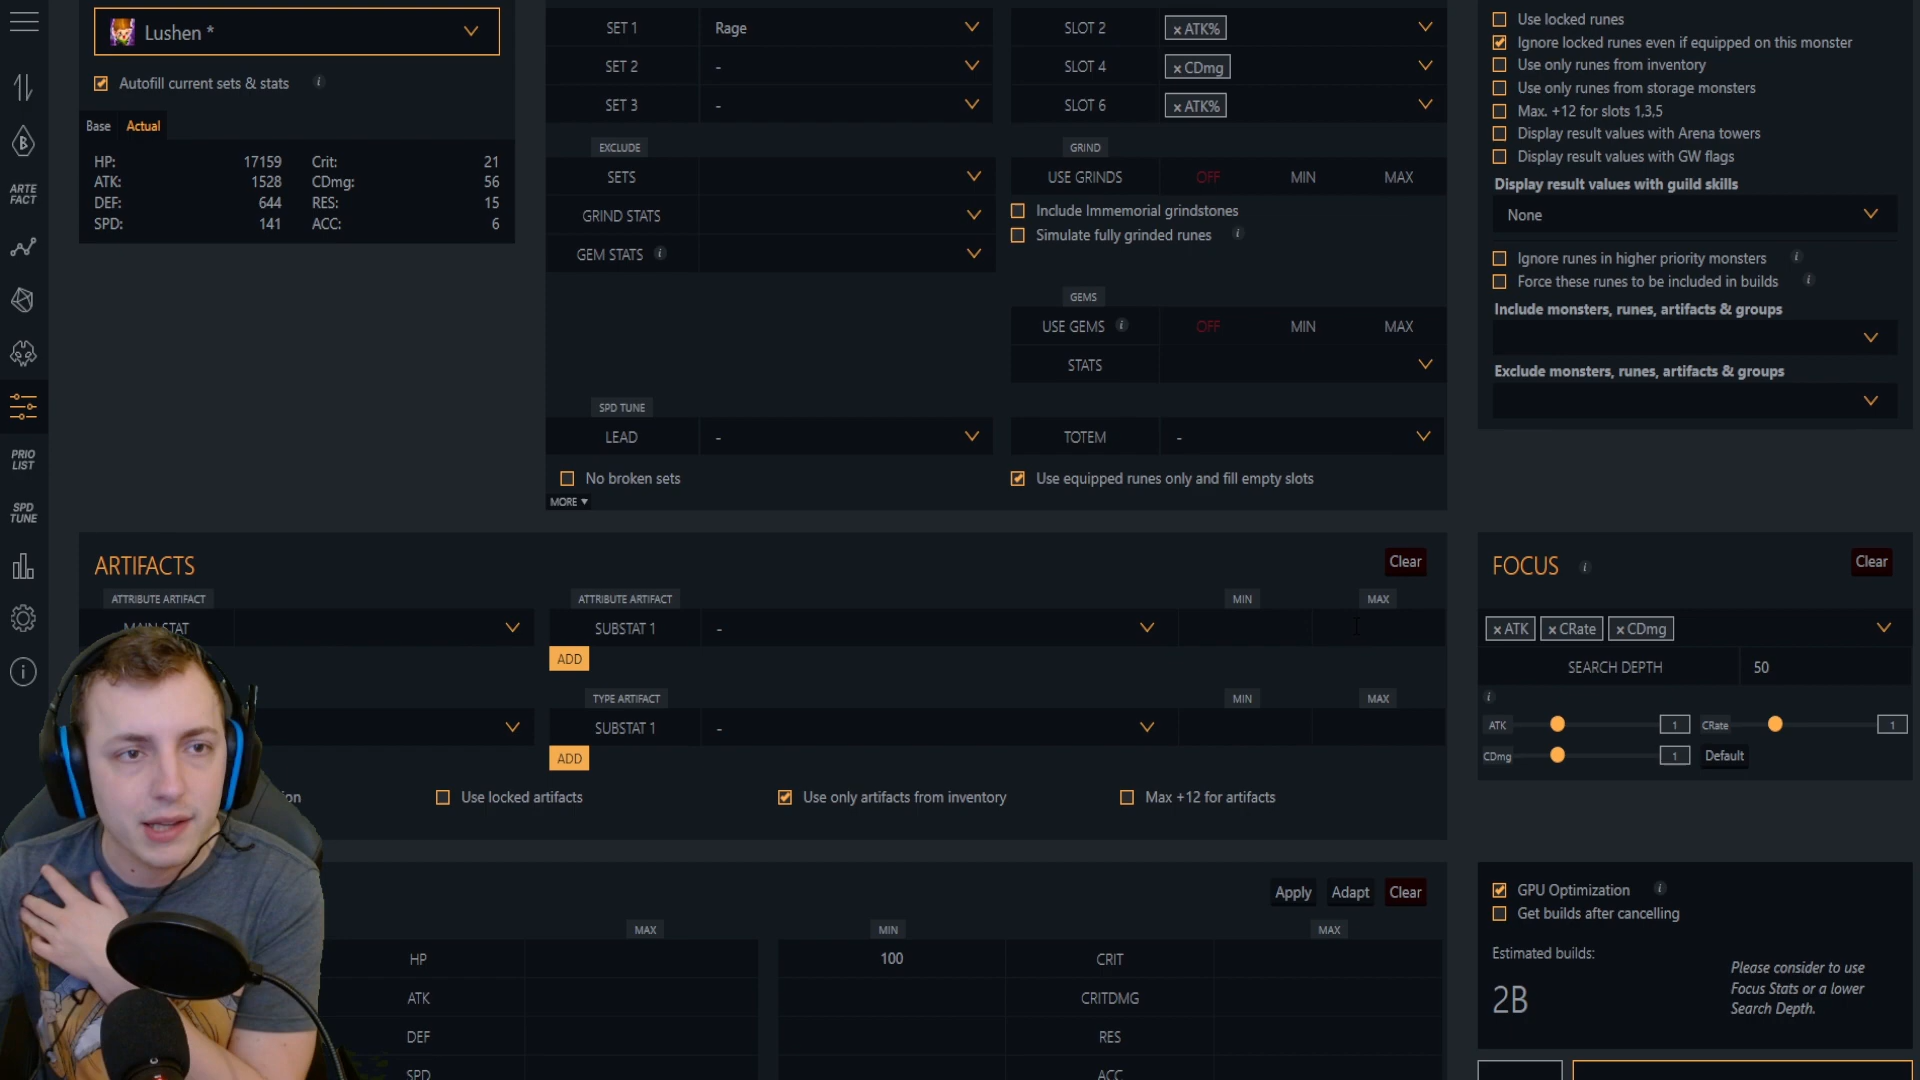 Lushen *
Autofill current sets & stats i
Base Actual
HP: 17159 Crit: 21
ATK: 1528 CDmg: 56
DEF: 644 RES: 15
SPD: 141 ACC: 6
ARTE
FACT
PRIO
LIST
SPD
TUNE
SET 1 Rage
SET 2 -
SET 3 -
EXCLUDE
SETS
GRIND STATS
GEM STATS i
SPD TUNE
LEAD -
No broken sets
MORE
SLOT 2 × ATK%
SLOT 4 × CDmg
SLOT 6 × ATK%
GRIND
USE GRINDS OFF MIN MAX
Include Immemorial grindstones
Simulate fully grinded runes i
GEMS
USE GEMS i OFF MIN MAX
STATS
TOTEM -
Use equipped runes only and fill empty slots
Use locked runes
Ignore locked runes even if equipped on this monster
Use only runes from inventory
Use only runes from storage monsters
Max. +12 for slots 1,3,5
Display result values with Arena towers
Display result values with GW flags
Display result values with guild skills
None
Ignore runes in higher priority monsters i
Force these runes to be included in builds i
Include monsters, runes, artifacts & groups
Exclude monsters, runes, artifacts & groups
ARTIFACTS Clear
ATTRIBUTE ARTIFACT ATTRIBUTE ARTIFACT MIN MAX
MAIN STAT SUBSTAT 1 -
ADD
TYPE ARTIFACT MIN MAX
SUBSTAT 1 -
ADD
Use locked artifacts Use only artifacts from inventory Max +12 for artifacts
FOCUS i Clear
× ATK × CRate × CDmg
SEARCH DEPTH 50
i
ATK 1 CRate 1
CDmg 1 Default
Apply Adapt Clear
MAX MIN MAX
HP 100 CRIT
ATK CRITDMG
DEF RES
SPD ACC
GPU Optimization i
Get builds after cancelling
Estimated builds:
2B
Please consider to use
Focus Stats or a lower
Search Depth.